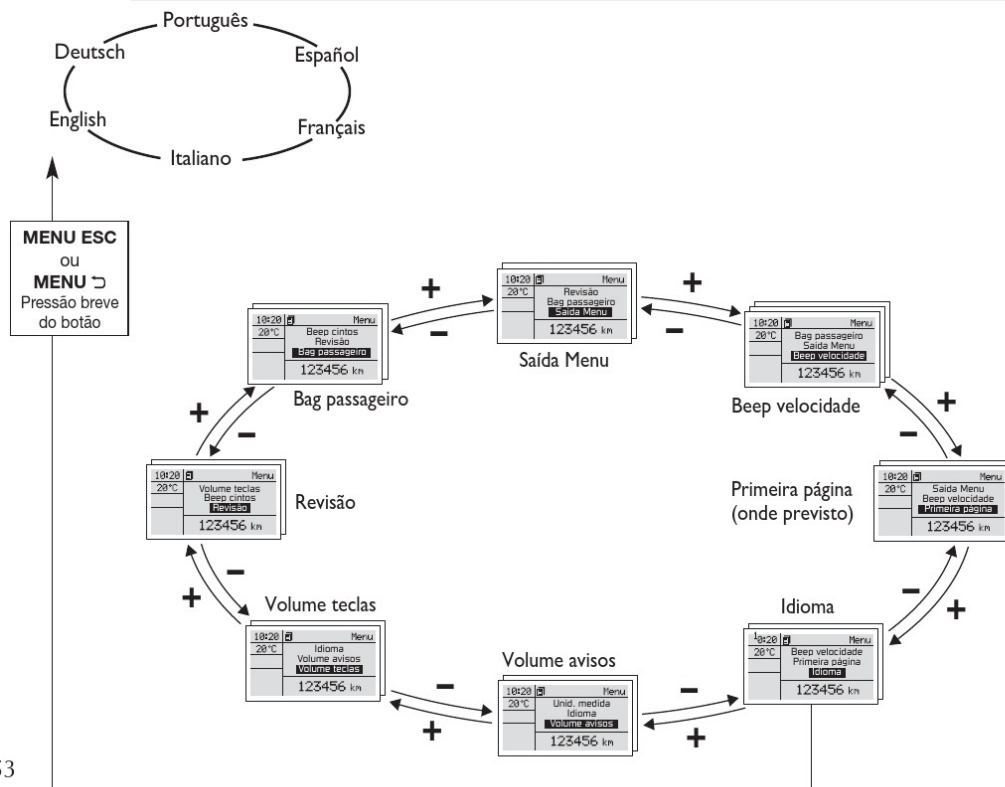 Português
Deutsch
Español
English
Français
Italiano
MENU ESC
ou
MENU ⮌
Pressão breve
do botão
+
−
10:20 Menu
20°C Revisão
Bag passageiro
Saída Menu
123456 km
Saída Menu
+
−
10:20 Menu
20°C Beep cintos
Revisão
Bag passageiro
123456 km
Bag passageiro
10:20 Menu
20°C Bag passageiro
Saída Menu
Beep velocidade
123456 km
Beep velocidade
+
−
+
−
10:20 Menu
20°C Volume teclas
Beep cintos
Revisão
123456 km
Revisão
Primeira página
(onde previsto)
10:20 Menu
20°C Saída Menu
Beep velocidade
Primeira página
123456 km
−
+
−
+
Volume teclas
10:20 Menu
20°C Idioma
Volume avisos
Volume teclas
123456 km
Idioma
10:20 Menu
20°C Beep velocidade
Primeira página
Idioma
123456 km
Volume avisos
10:20 Menu
20°C Unid. medida
Idioma
Volume avisos
123456 km
−
+
−
+